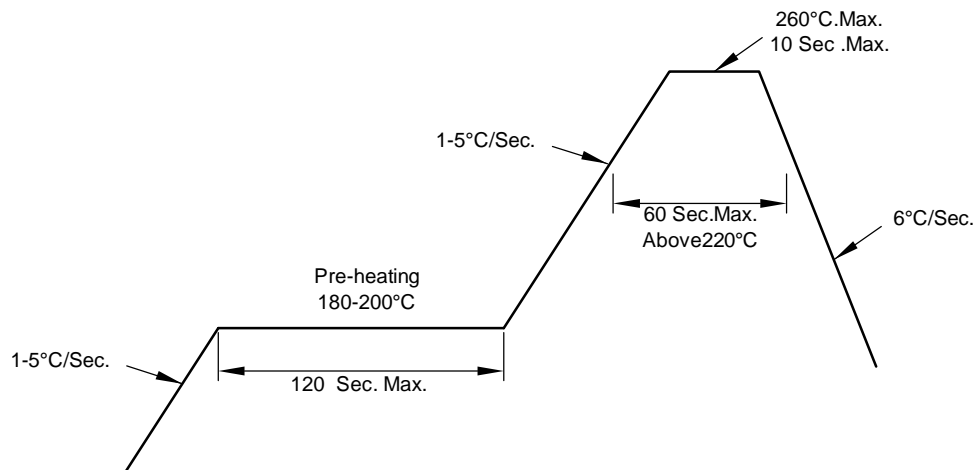 260°C.Max.
10 Sec .Max.
1-5°C/Sec.
60 Sec.Max.
Above220°C
6°C/Sec.
Pre-heating
180-200°C
1-5°C/Sec.
120 Sec. Max.